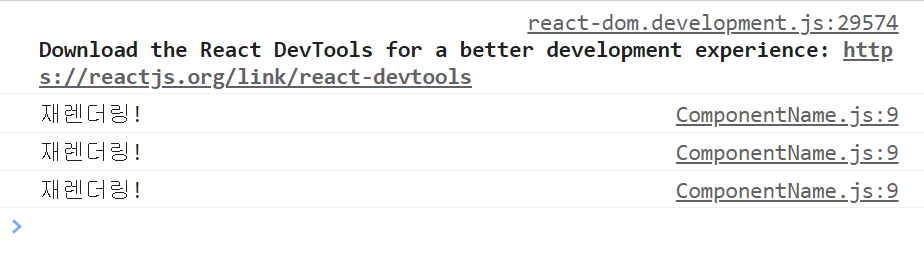 react-dom.development.js:29574
Download the React DevTools for a better development experience: http
s://reactjs.org/link/react-devtools
재렌더링! ComponentName.js:9
재렌더링! ComponentName.js:9
재렌더링! ComponentName.js:9
>